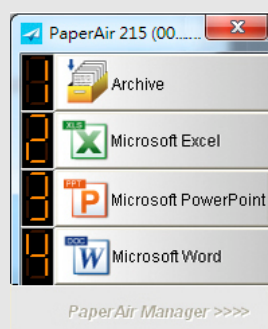 PaperAir 215 (00......
1 Archive
2 XLS Microsoft Excel
3 PPT Microsoft PowerPoint
4 DOC Microsoft Word
PaperAir Manager >>>>